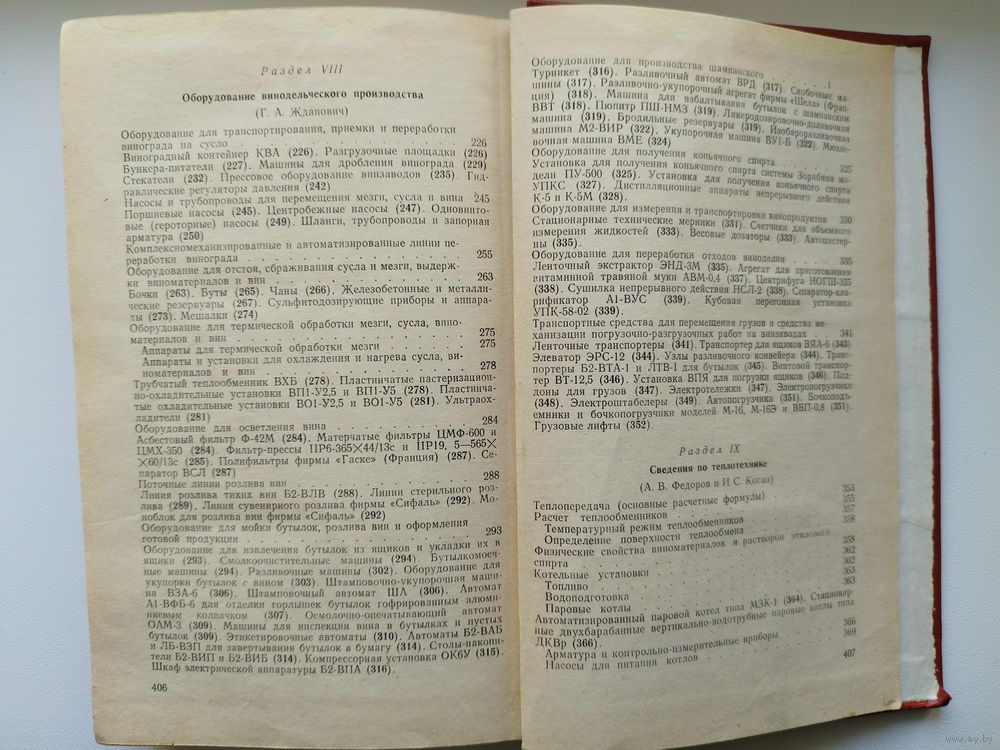 Раздел VIII
Оборудование винодельческого производства
(Г. А. Жданович)
Оборудование для транспортирования, приемки и переработки
винограда на сусло . . . . . . . . . . 226
Виноградный контейнер КВА (226). Разгрузочные площадки (226)
Бункера-питатели (227). Машины для дробления винограда (229)
Стекатели (232). Прессовое оборудование винзаводов (235). Гид-
равлические регуляторы давления (242)
Насосы и трубопроводы для перемещения мезги, сусла и вина 245
Поршневые насосы (245). Центробежные насосы (247). Одновинто-
вые (героторные) насосы (249). Шланги, трубопроводы и запорная
арматура (250)
Комплексномеханизированные и автоматизированные линии пе-
реработки винограда . . . . . . . . . . 255
Оборудование для отстоя, сбраживания сусла и мезги, выдерж-
ки виноматериалов и вин . . . . . . . . . . 263
Бочки (263). Буты (265). Чаны (266). Железобетонные и металли-
ческие резервуары (267). Сульфитодозирующие приборы и аппара-
ты (273). Мешалки (274)
Оборудование для термической обработки мезги, сусла, вино-
материалов и вин . . . . . . . . . . 275
Аппараты для термической обработки мезги . . . . . 275
Аппараты и установки для охлаждения и нагрева сусла, ви-
номатериалов и вин . . . . . . . . . . 278
Трубчатый теплообменник ВХБ (278). Пластинчатые пастеризацион-
но-охладительные установки ВП1-У2,5 и ВП1-У5 (278). Пластинча-
тые охладительные установки ВО1-У2,5 и ВО1-У5 (281). Ультраох-
ладители (281)
Оборудование для осветления вина . . . . . . . 284
Асбестовый фильтр Ф-42М (284). Матерчатые фильтры ЦМФ-600 и
ЦМХ-350 (284). Фильтр-прессы ПР6-365×44/13с и ПР19, 5—565×
×60/13с (285). Полифильтры фирмы «Гаске» (Франция) (287). Се-
паратор ВСЛ (287)
Поточные линии розлива вин . . . . . . . . 288
Линия розлива тихих вин Б2-ВЛВ (288). Линии стерильного роз-
лива (289). Линия сувенирного розлива фирмы «Сифаль» (292). Мо-
ноблок для розлива вин фирмы «Сифаль» (292)
Оборудование для мойки бутылок, розлива вин и оформления
готовой продукции . . . . . . . . . . 293
Оборудование для извлечения бутылок из ящиков и укладки их в
ящики (293). Смолкоочистительные машины (294). Бутылкомоеч-
ные машины (294). Разливочные машины (302). Оборудование для
укупорки бутылок с вином (303). Штамповочно-укупорочная маши-
на ВЗА-6 (306). Штамповочный автомат ША (306). Автомат
А1-ВФБ-6 для отделки горлышек бутылок гофрированным алюми-
ниевым колпачком (307). Осмолочно-опечатывающий автомат
ОАМ-3 (309). Машины для инспекции вина в бутылках и пустых
бутылок (309). Этикетировочные автоматы (310). Автоматы Б2-ВАБ
и ЛБ-ВЗП для завертывания бутылок в бумагу (314). Столы-накопи-
тели Б2-ВИП и Б2-ВИБ (314). Компрессорная установка ОК6У (315).
Шкаф электрической аппаратуры Б2-ВПА (316).
406
Оборудование для производства шампанского . . . . . .
Турникет (316). Разливочный автомат ВРД (317). Скобочные ма-
шины (317). Разливочно-укупорочный агрегат фирмы «Шелл» (Фран-
ция) (318). Машина для взбалтывания бутылок с шампанским
ВВТ (318). Пюпитр ПШ-НМЗ (319). Ликеродозировочно-доливочная
машина (319). Бродильные резервуары (319). Изобароразливочная
машина М2-ВИР (322). Укупорочная машина ВУ1-Б (322). Мюзле-
вочная машина ВМЕ (324)
Оборудование для получения коньячного спирта . . . . . 325
Установка для получения коньячного спирта системы Зорабяна мо-
дели ПУ-500 (325). Установка для получения коньячного спирта
УПКС (327). Дистилляционные аппараты непрерывного действия
К-5 и К-5М (328).
Оборудование для измерения и транспортировки винопродуктов 330
Стационарные технические мерники (331). Счетчики для объемного
измерения жидкостей (333). Весовые дозаторы (333). Автоцистер-
ны (335).
Оборудование для переработки отходов виноделия . . . . 335
Ленточный экстрактор ЭНД-3М (335). Агрегат для приготовления
витаминной травяной муки АВМ-0,4 (337). Центрифуга НОГШ-325
(338). Сушилка непрерывного действия НСЛ-2 (338). Сепаратор-кла-
рификатор А1-ВУС (339). Кубовая перегонная установка
УПК-58-02 (339).
Транспортные средства для перемещения грузов и средства ме-
ханизации погрузочно-разгрузочных работ на винзаводах . . 341
Ленточные транспортеры (341). Транспортер для ящиков ВЯА-6 (343)
Элеватор ЭРС-12 (344). Узлы разливочного конвейера (344). Транс-
портеры Б2-ВТА-1 и ЛТВ-1 для бутылок (345). Винтовой транспор-
тер ВТ-12,5 (346). Установка ВПЯ для погрузки ящиков (346). Под-
доны для грузов (347). Электротележки (347). Электропогрузчики
(348). Электроштабелеры (349). Автопогрузчики (351). Бочкоподъ-
емники и бочкопогрузчики моделей М-16, М-16Э и ВБП-0,8 (351).
Грузовые лифты (352).
Раздел IX
Сведения по теплотехнике
(А. В. Федоров и И. С. Коган)
Теплопередача (основные расчетные формулы) . . . . . 353
Расчет теплообменников . . . . . . . . 355
Температурный режим теплообменников . . . . . . 357
Определение поверхности теплообмена . . . . . . 358
Физические свойства виноматериалов и растворов этилового
спирта . . . . . . . . . . 358
Котельные установки . . . . . . . . . 362
Топливо . . . . . . . . . . 362
Водоподготовка . . . . . . . . . . 363
Паровые котлы . . . . . . . . . . 363
Автоматизированный паровой котел типа МЗК-1 (364). Стационар-
ные двухбарабанные вертикально-водотрубные паровые котлы типа
ДКВр (366).
Арматура и контрольно-измерительные приборы . . . . 366
Насосы для питания котлов . . . . . . . . 369
407
www.ay.by